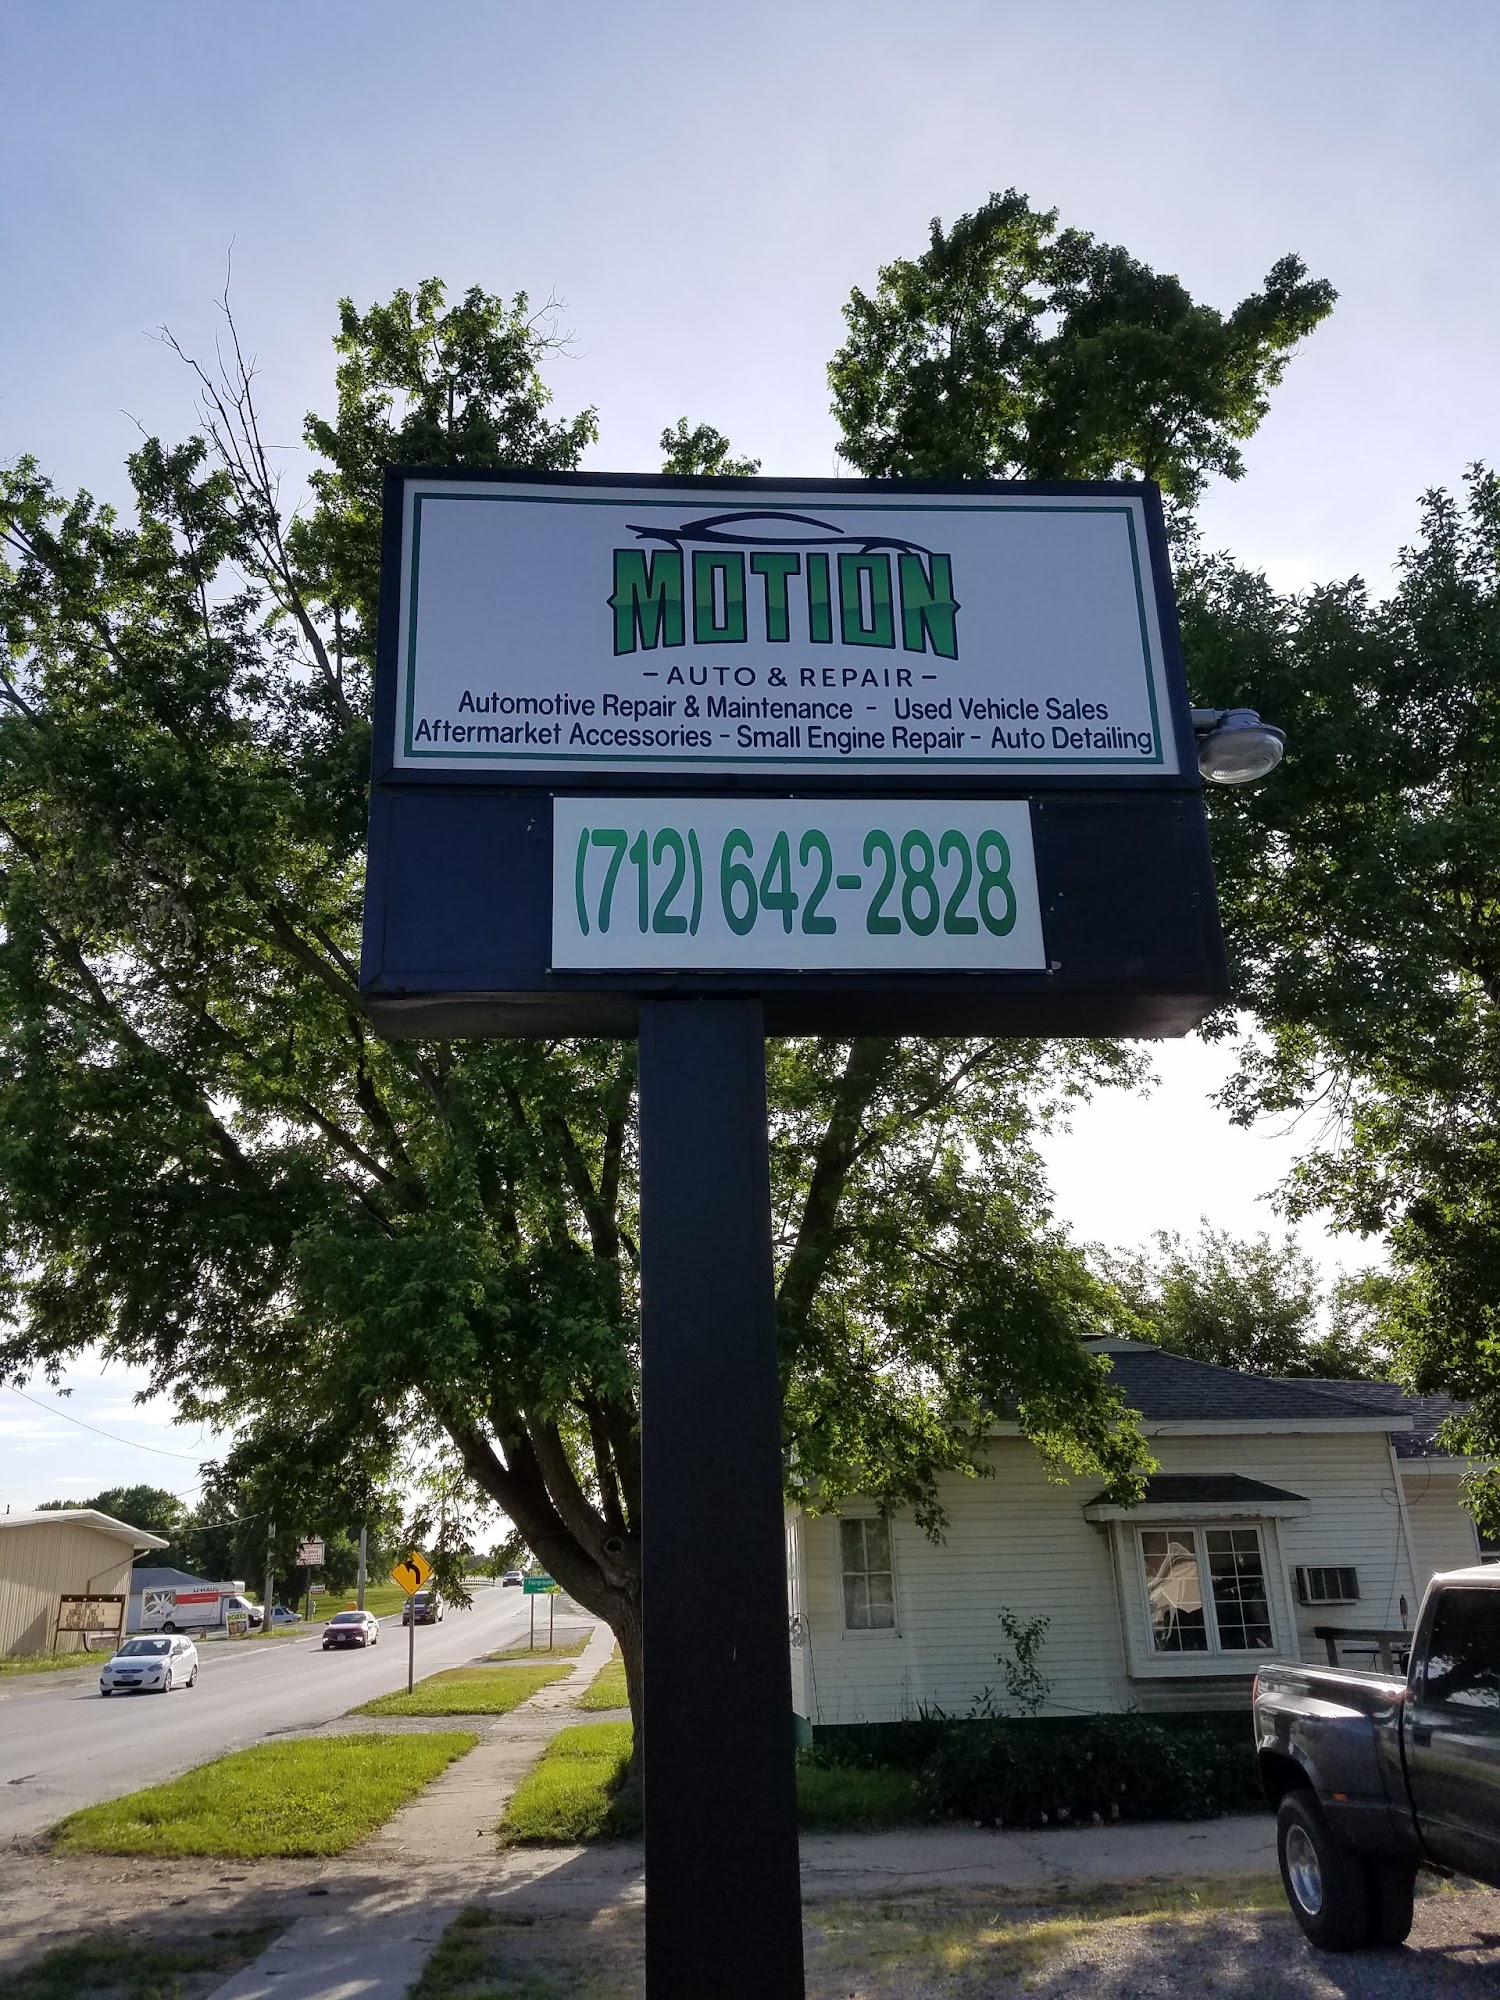 MOTION
- AUTO & REPAIR -
Automotive Repair & Maintenance - Used Vehicle Sales
Aftermarket Accessories - Small Engine Repair - Auto Detailing
(712) 642-2828
U-HAUL